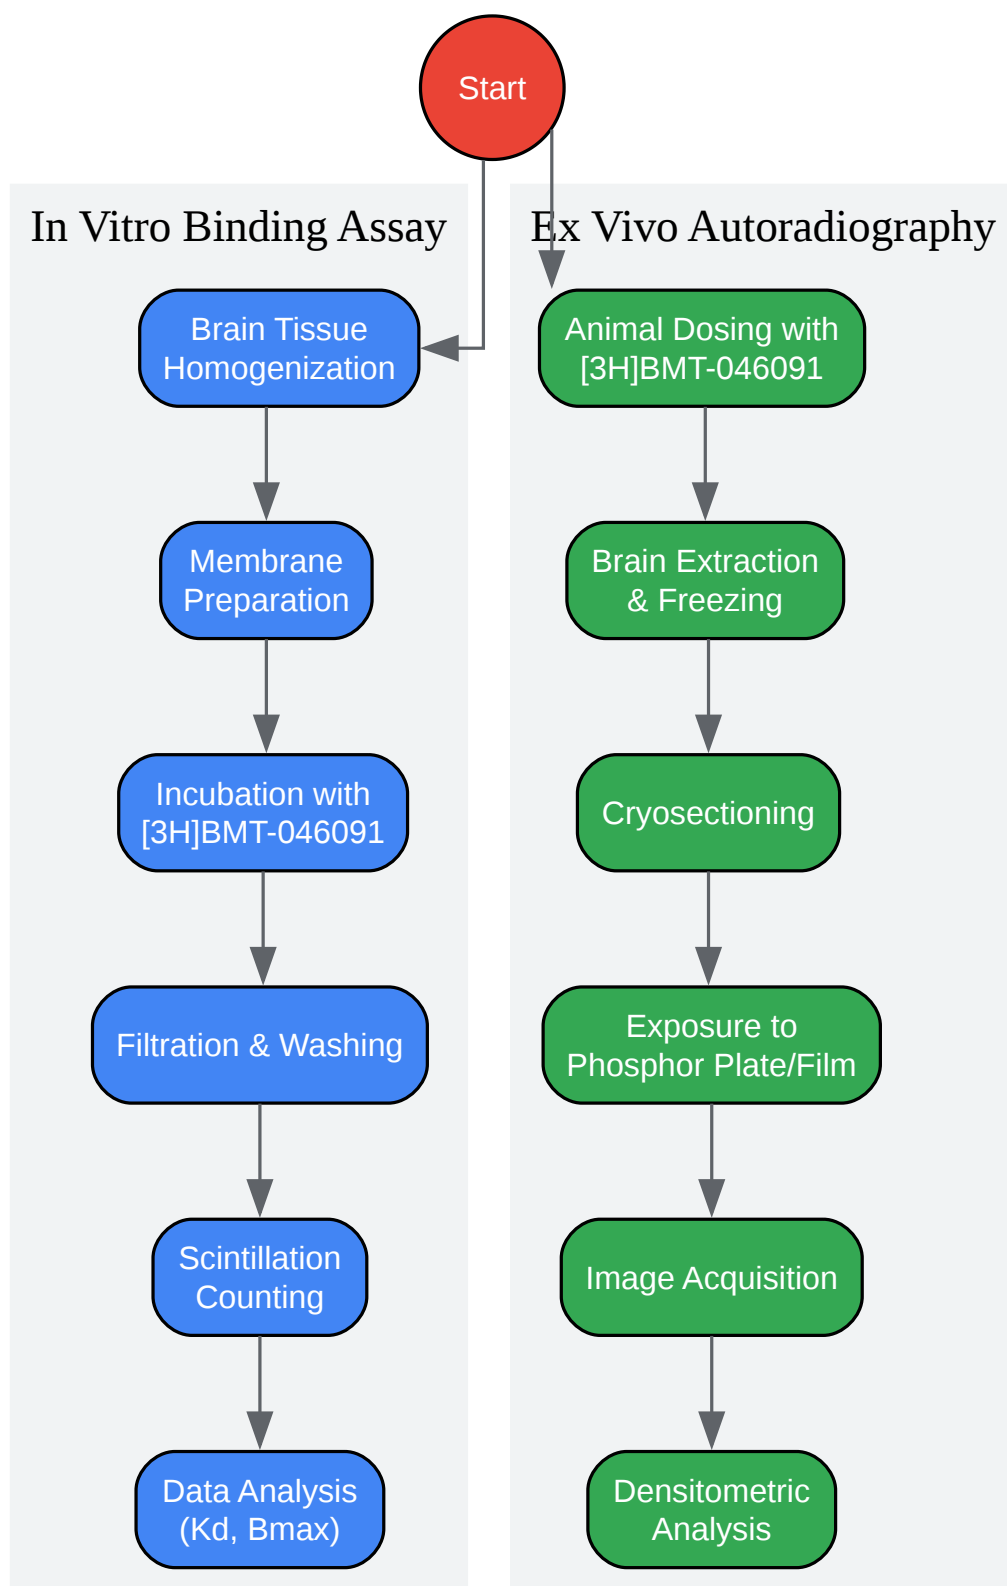 Start
In Vitro Binding Assay
Brain Tissue
Homogenization
Membrane
Preparation
Incubation with
[3H]BMT-046091
Filtration & Washing
Scintillation
Counting
Data Analysis
(Kd, Bmax)
Ex Vivo Autoradiography
Animal Dosing with
[3H]BMT-046091
Brain Extraction
& Freezing
Cryosectioning
Exposure to
Phosphor Plate/Film
Image Acquisition
Densitometric
Analysis